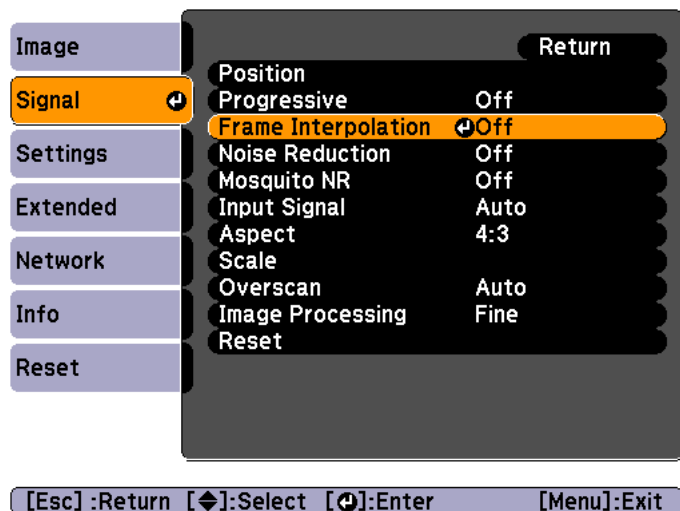 Image
Signal
Settings
Extended
Network
Info
Reset
Return
Position
Progressive Off
Frame Interpolation Off
Noise Reduction Off
Mosquito NR Off
Input Signal Auto
Aspect 4:3
Scale
Overscan Auto
Image Processing Fine
Reset
[Esc] :Return [◆]:Select [⏎]:Enter [Menu]:Exit